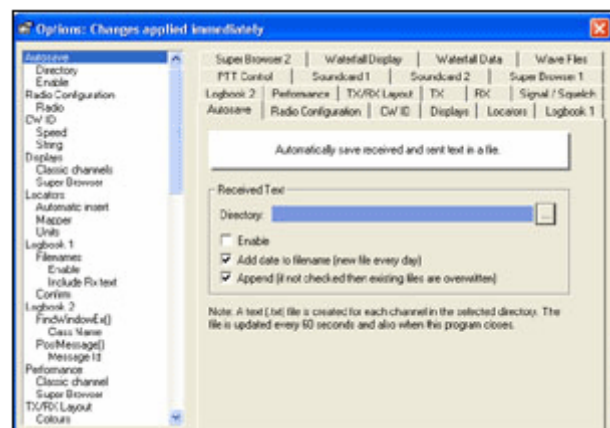 Options: Changes applied immediately
Autosave
Directory
Enable
Radio Configuration
Radio
CW ID
Speed
String
Displays
Classic channels
Super Browser
Locators
Automatic insert
Mapper
Units
Logbook 1
Filenames
Enable
Include Rx text
Confirm
Logbook 2
FindWindowEx()
Class Name
PostMessage()
Message Id
Performance
Classic channel
Super Browser
TX/RX Layout
Colours
Super Browser 2 Waterfall Display Waterfall Data Wave Files
PTT Control Soundcard 1 Soundcard 2 Super Browser 1
Logbook 2 Performance TX/RX Layout TX RX Signal / Squelch
Autosave Radio Configuration CW ID Displays Locators Logbook 1
Automatically save received and sent text in a file.
Received Text
Directory: ...
Enable
Add date to filename (new file every day)
Append (if not checked then existing files are overwritten)
Note: A text (.txt) file is created for each channel in the selected directory. The
file is updated every 60 seconds and also when this program closes.